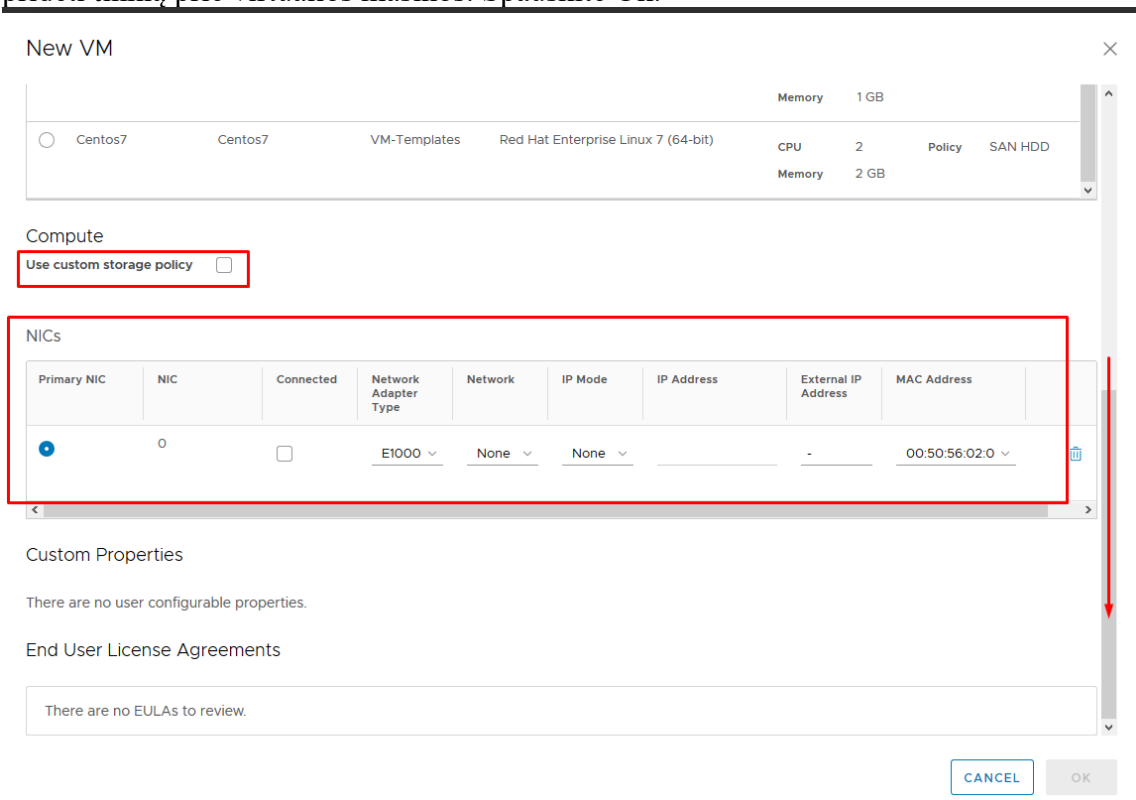 New VM
Memory 1 GB
Centos7 Centos7 VM-Templates Red Hat Enterprise Linux 7 (64-bit) CPU 2 Policy SAN HDD
Memory 2 GB
Compute
Use custom storage policy
NICs
Primary NIC NIC Connected Network Adapter Type Network IP Mode IP Address External IP Address MAC Address
0 E1000 None None - 00:50:56:02:0
Custom Properties
There are no user configurable properties.
End User License Agreements
There are no EULAs to review.
CANCEL OK